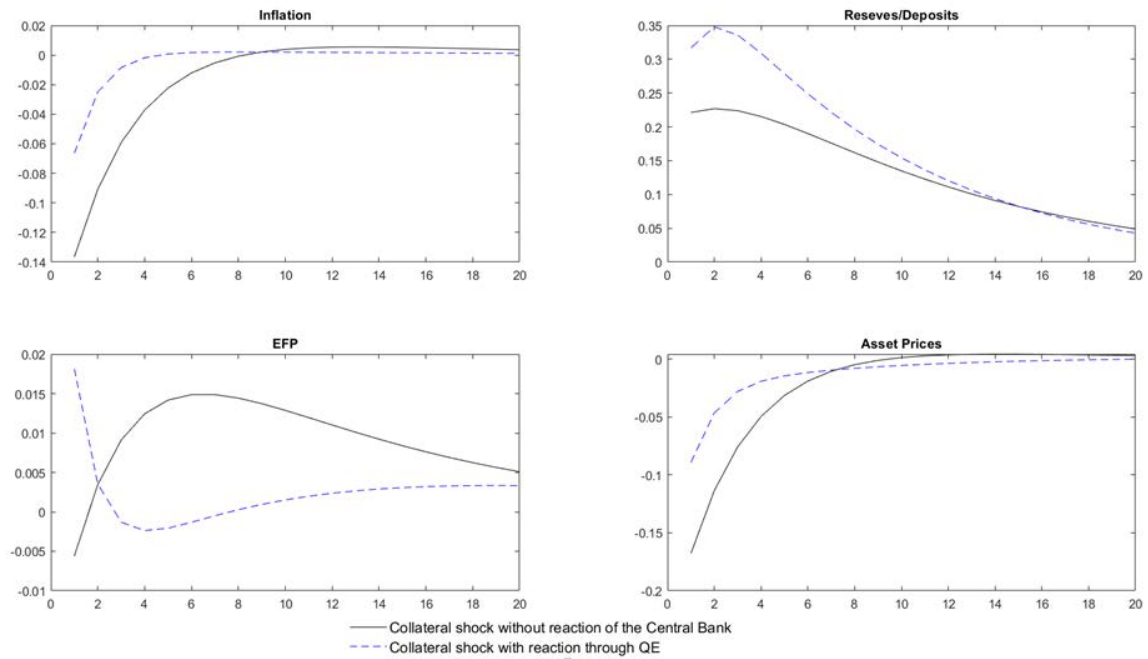 Inflation
0.02
0
-0.02
-0.04
-0.06
-0.08
-0.1
-0.12
-0.14
0 2 4 6 8 10 12 14 16 18 20
Reseves/Deposits
0.35
0.3
0.25
0.2
0.15
0.1
0.05
0
0 2 4 6 8 10 12 14 16 18 20
EFP
0.02
0.015
0.01
0.005
0
-0.005
-0.01
0 2 4 6 8 10 12 14 16 18 20
Asset Prices
0
-0.05
-0.1
-0.15
-0.2
0 2 4 6 8 10 12 14 16 18 20
Collateral shock without reaction of the Central Bank
Collateral shock with reaction through QE